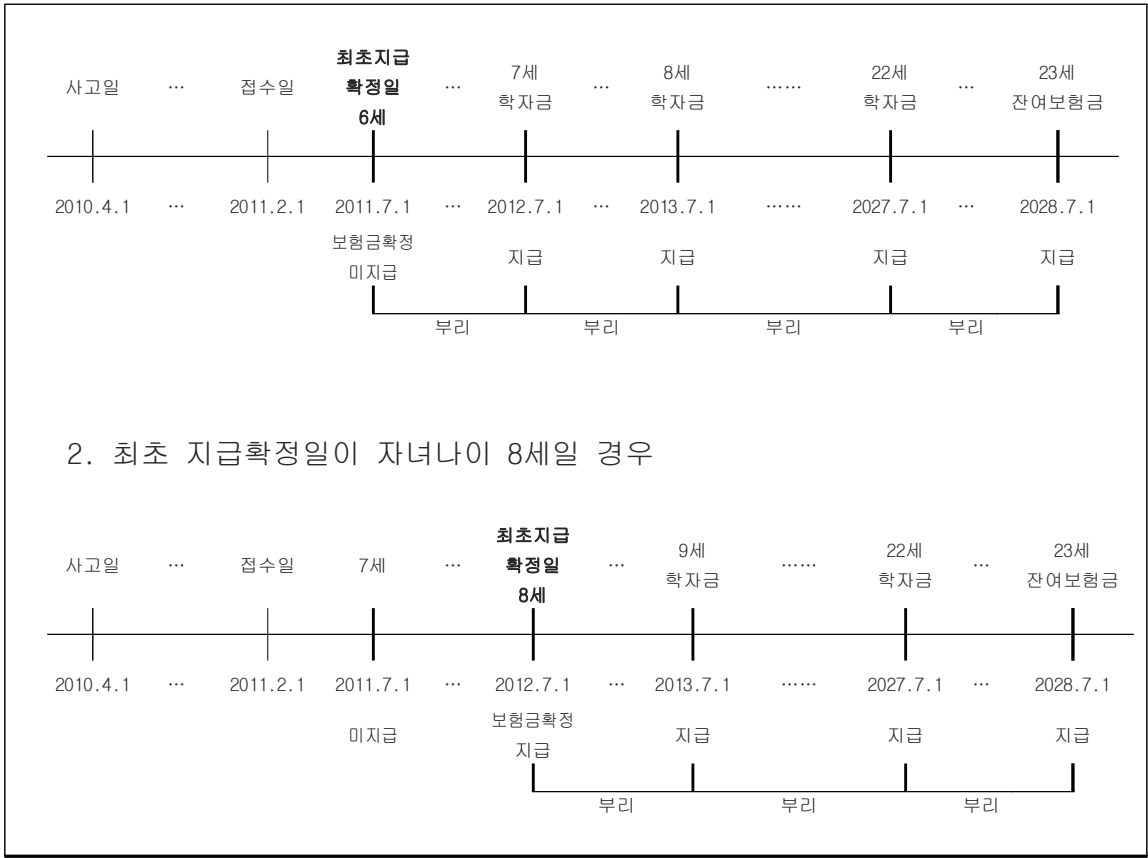 최초지급
확정일
6세
사고일 … 접수일 … 7세 학자금 … 8세 학자금 …… 22세 학자금 … 23세 잔여보험금
2010.4.1 … 2011.2.1 2011.7.1 … 2012.7.1 … 2013.7.1 …… 2027.7.1 … 2028.7.1
보험금확정
미지급
지급 지급 지급 지급
부리 부리 부리 부리
2. 최초 지급확정일이 자녀나이 8세일 경우
최초지급
확정일
8세
사고일 … 접수일 7세 … … 9세 학자금 …… 22세 학자금 … 23세 잔여보험금
2010.4.1 … 2011.2.1 2011.7.1 … 2012.7.1 … 2013.7.1 …… 2027.7.1 … 2028.7.1
미지급
보험금확정
지급
지급 지급 지급
부리 부리 부리